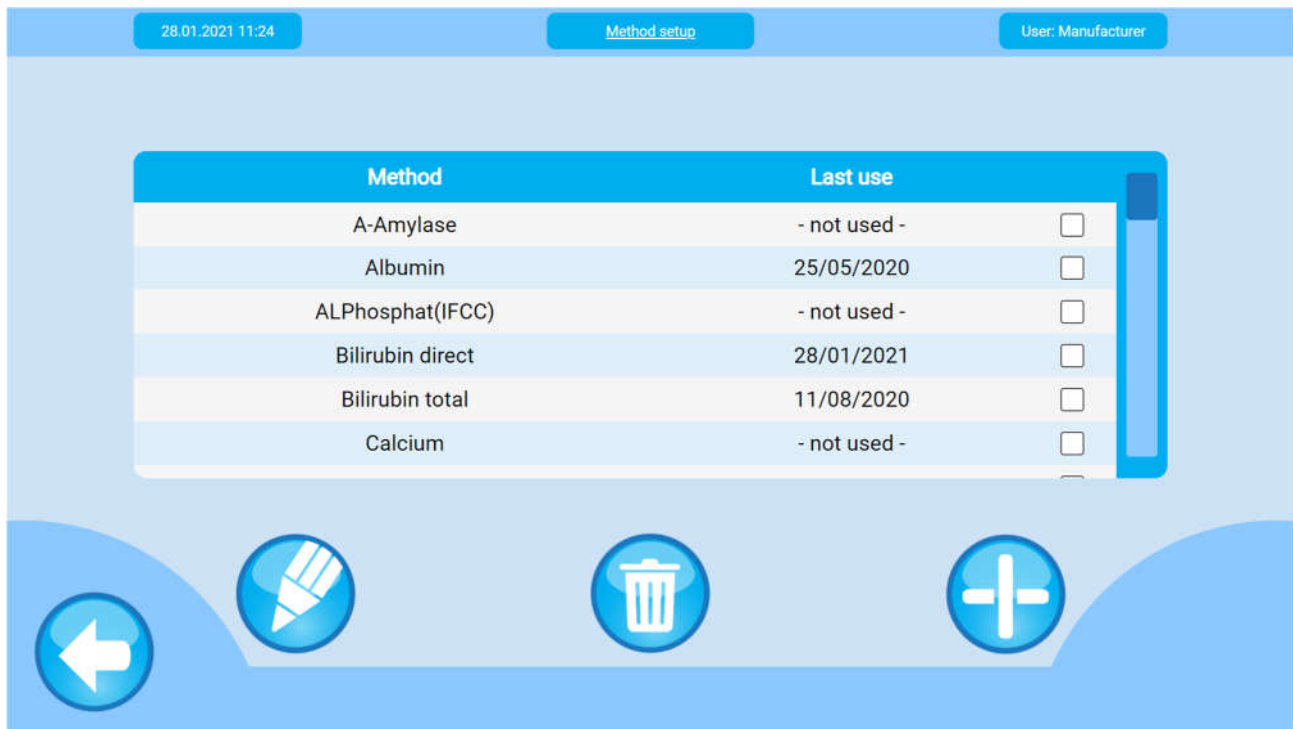 28.01.2021 11:24 Method setup User: Manufacturer
Method Last use
A-Amylase - not used -
Albumin 25/05/2020
ALPhosphat(IFCC) - not used -
Bilirubin direct 28/01/2021
Bilirubin total 11/08/2020
Calcium - not used -